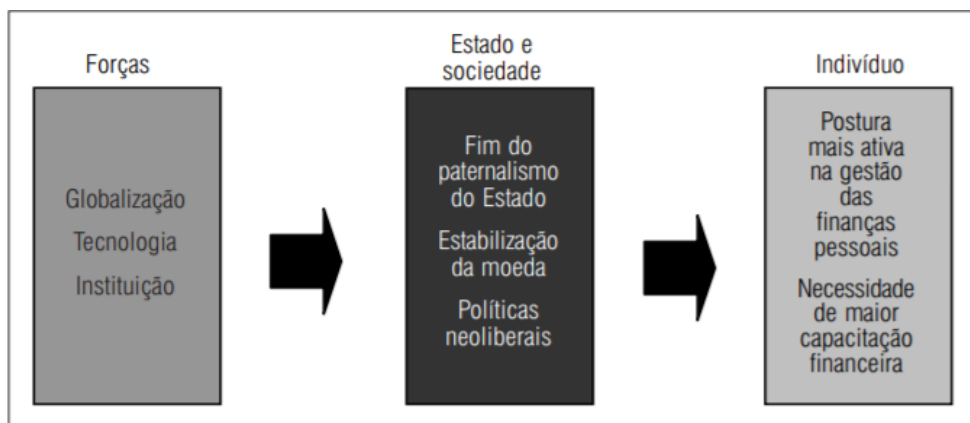 Forças
Globalização
Tecnologia
Instituição
Estado e
sociedade
Fim do
paternalismo
do Estado
Estabilização
da moeda
Políticas
neoliberais
Indivíduo
Postura
mais ativa
na gestão
das
finanças
pessoais
Necessidade
de maior
capacitação
financeira